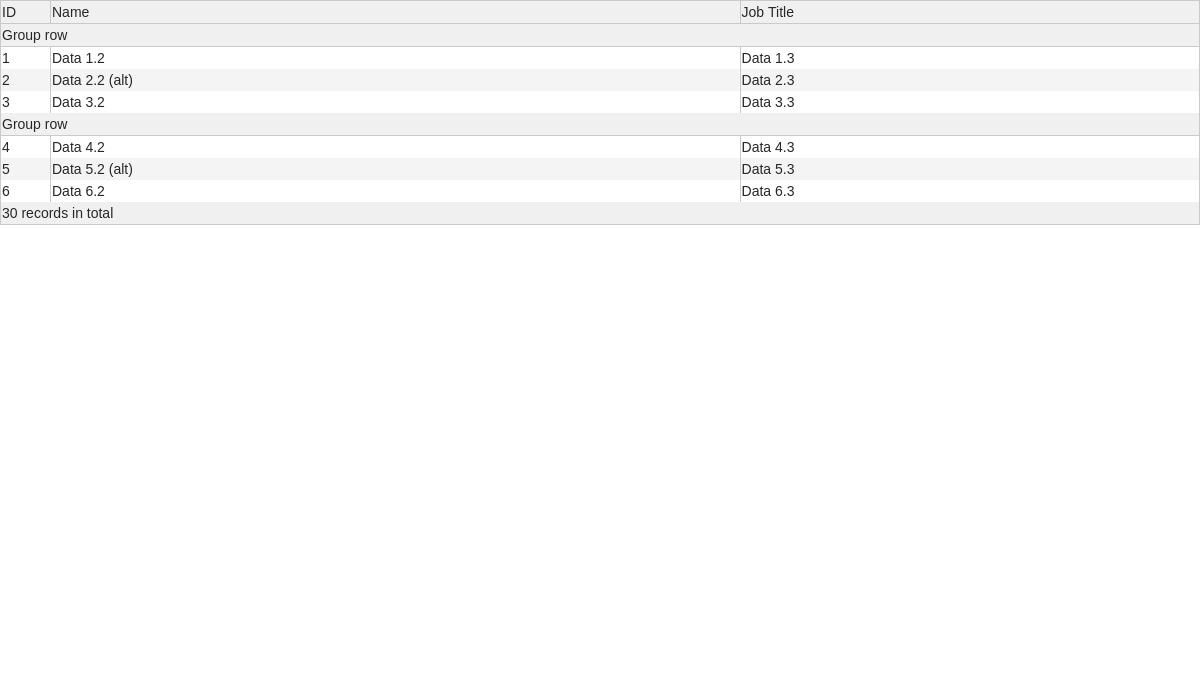 ID Name Job Title
Group row
1 Data 1.2 Data 1.3
2 Data 2.2 (alt) Data 2.3
3 Data 3.2 Data 3.3
Group row
4 Data 4.2 Data 4.3
5 Data 5.2 (alt) Data 5.3
6 Data 6.2 Data 6.3
30 records in total